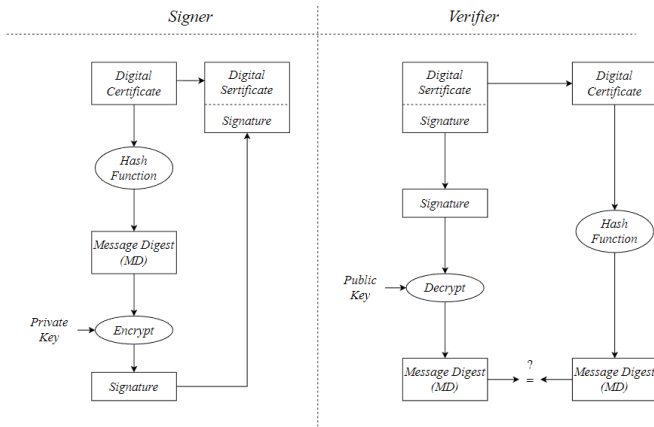 Signer
Digital
Certificate
Digital
Sertificate
Signature
Hash
Function
Message Digest
(MD)
Private
Key
Encrypt
Signature
Verifier
Digital
Sertificate
Signature
Digital
Certificate
Signature
Hash
Function
Public
Key
Decrypt
Message Digest
(MD)
?
=
Message Digest
(MD)